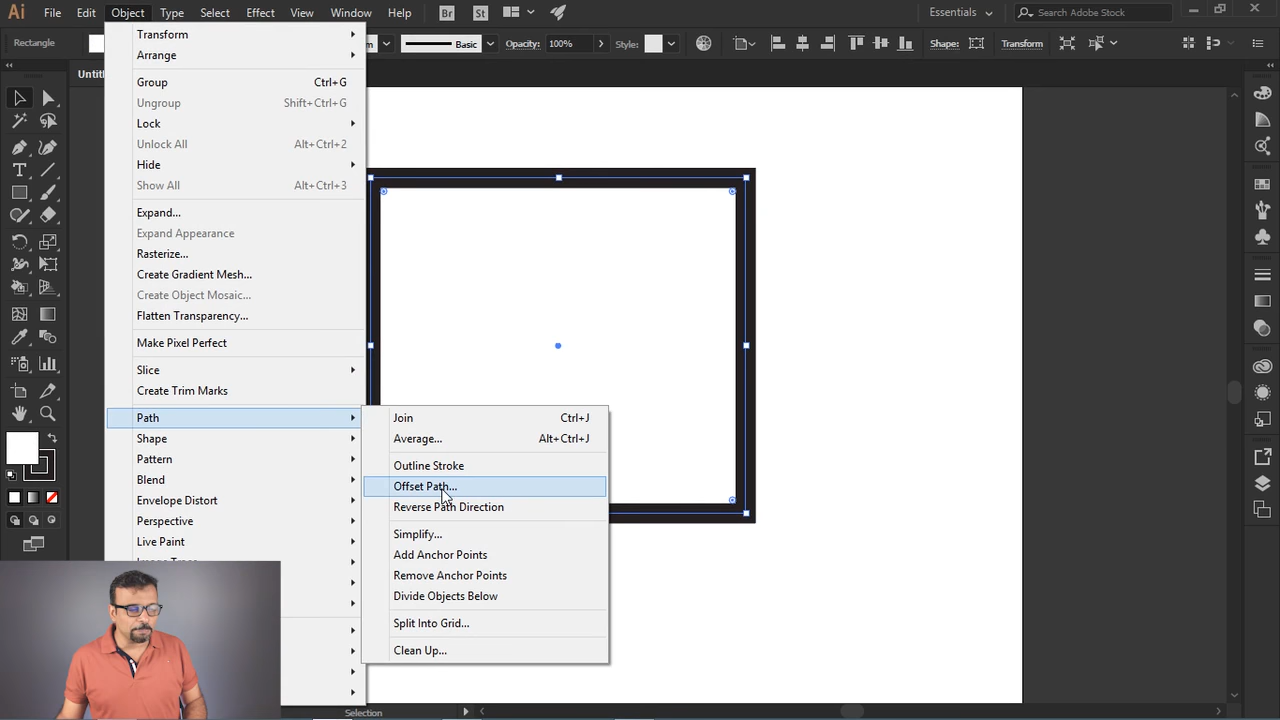 Ai File Edit Object Type Select Effect View Window Help Br St Essentials Search Adobe Stock
Rectangle Basic Opacity: 100% Style: Shape: Transform
Transform
Arrange
Group Ctrl+G
Ungroup Shift+Ctrl+G
Lock
Unlock All Alt+Ctrl+2
Hide
Show All Alt+Ctrl+3
Expand...
Expand Appearance
Rasterize...
Create Gradient Mesh...
Create Object Mosaic...
Flatten Transparency...
Make Pixel Perfect
Slice
Create Trim Marks
Path
Shape
Pattern
Blend
Envelope Distort
Perspective
Live Paint
Join Ctrl+J
Average... Alt+Ctrl+J
Outline Stroke
Offset Path...
Reverse Path Direction
Simplify...
Add Anchor Points
Remove Anchor Points
Divide Objects Below
Split Into Grid...
Clean Up...
Selection